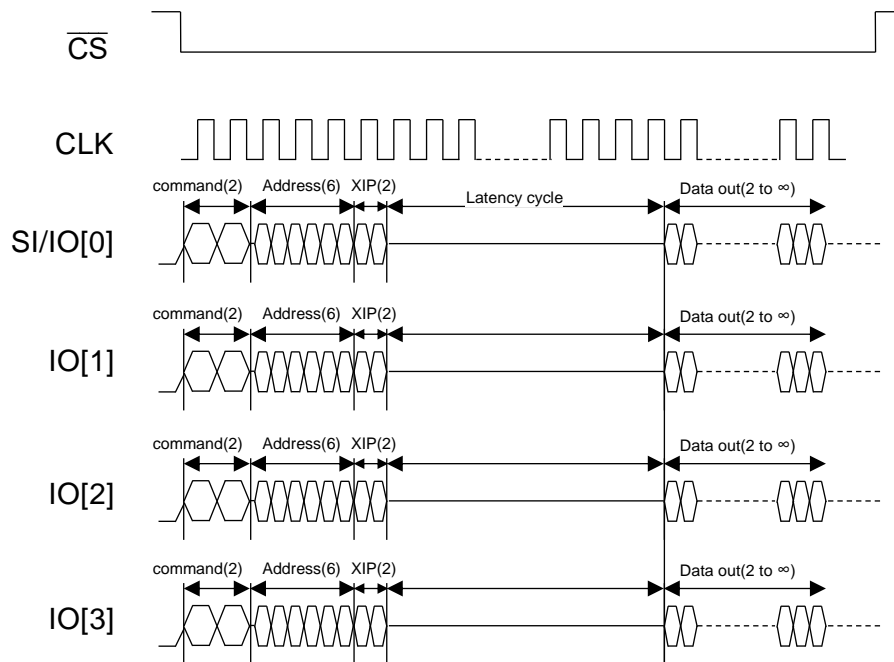 CS
CLK
command(2) Address(6) XIP(2) Latency cycle Data out(2 to ∞)
SI/IO[0]
command(2) Address(6) XIP(2) Data out(2 to ∞)
IO[1]
command(2) Address(6) XIP(2) Data out(2 to ∞)
IO[2]
command(2) Address(6) XIP(2) Data out(2 to ∞)
IO[3]